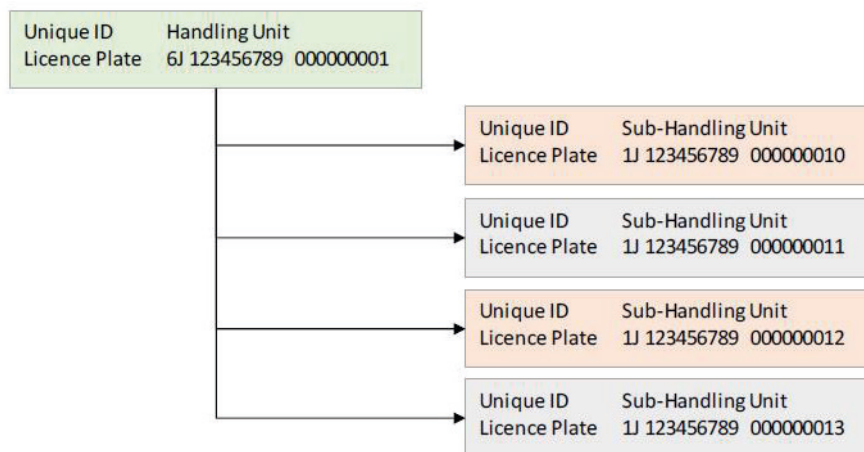 Unique ID Handling Unit
Licence Plate 6J 123456789 000000001
Unique ID Sub-Handling Unit
Licence Plate 1J 123456789 000000010
Unique ID Sub-Handling Unit
Licence Plate 1J 123456789 000000011
Unique ID Sub-Handling Unit
Licence Plate 1J 123456789 000000012
Unique ID Sub-Handling Unit
Licence Plate 1J 123456789 000000013